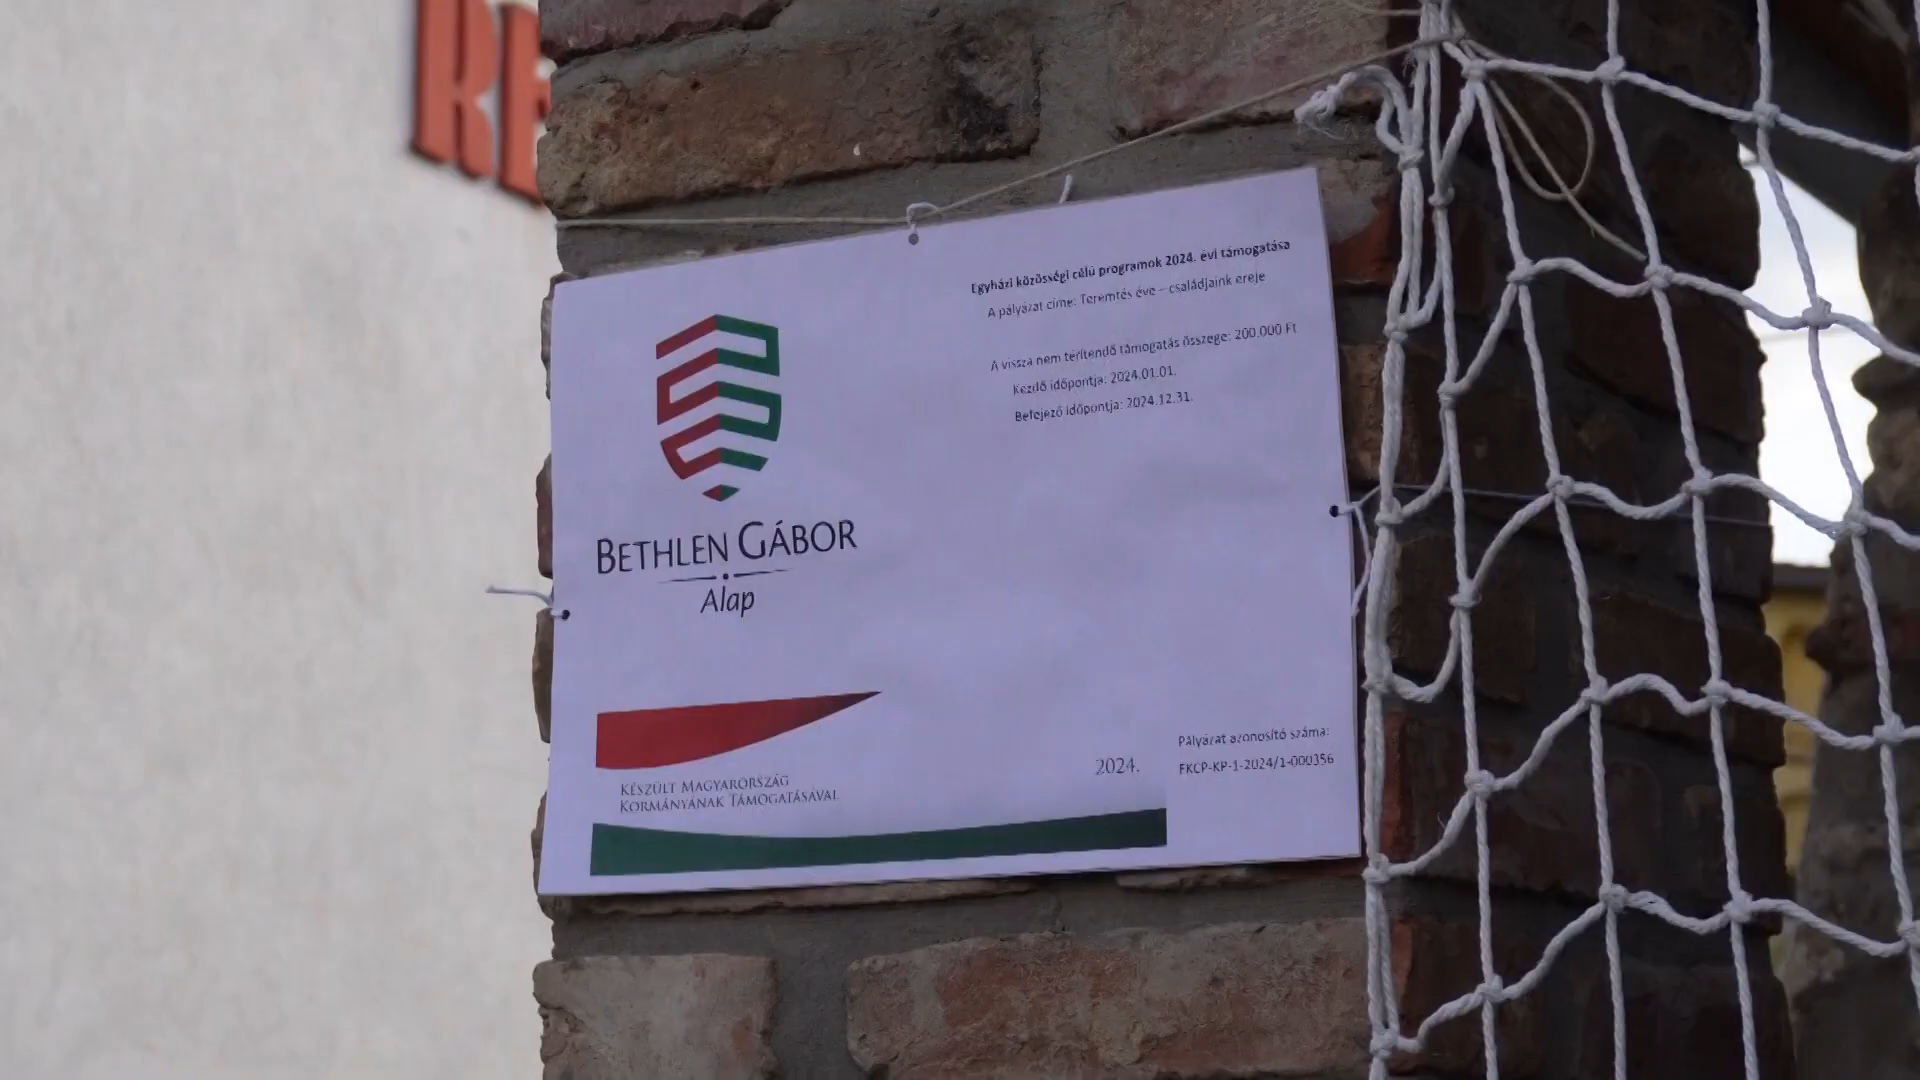 RE
Egyházi közösségi célú programok 2024. évi támogatása
A pályázat címe: Teremtés éve – családjaink ereje
A vissza nem térítendő támogatás összege: 200.000 Ft
Kezdő időpontja: 2024.01.01.
Befejező időpontja: 2024.12.31.
BETHLEN GÁBOR
Alap
KÉSZÜLT MAGYARORSZÁG
KORMÁNYÁNAK TÁMOGATÁSÁVAL
2024.
Pályázat azonosító száma:
FKCP-KP-1-2024/1-000356